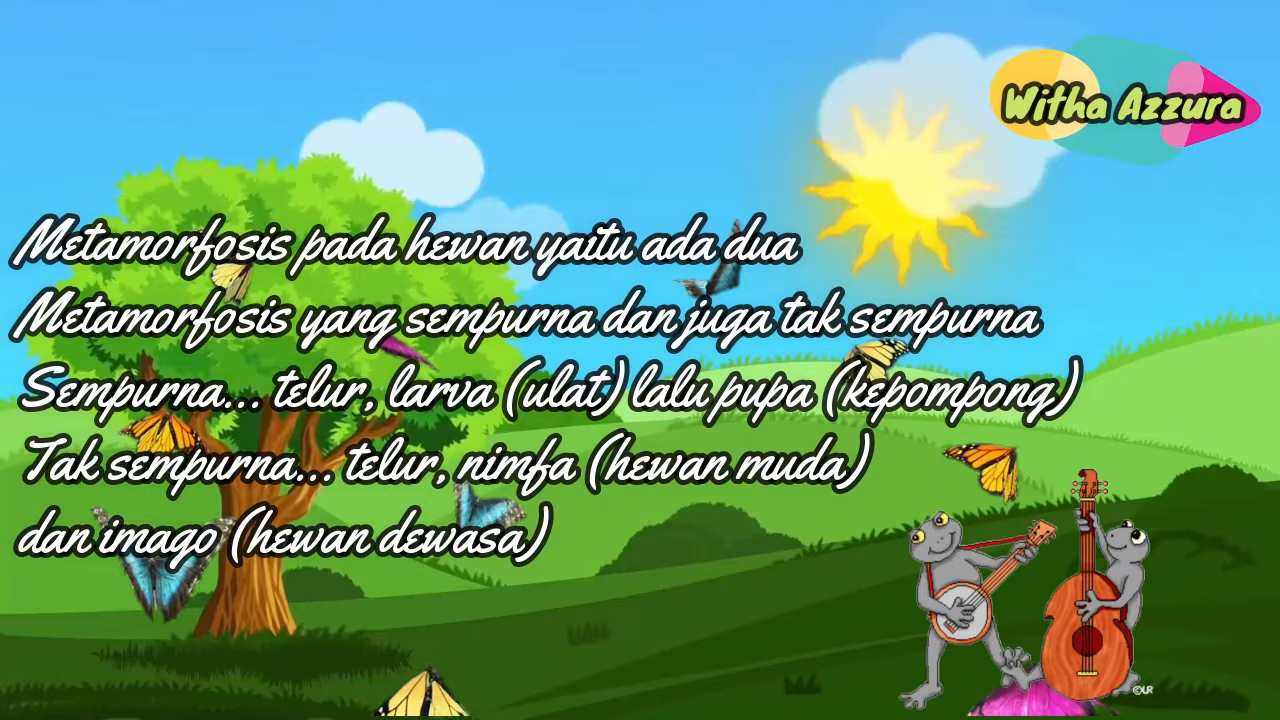 Witha Azzura
Metamorfosis pada hewan yaitu ada dua
Metamorfosis yang sempurna dan juga tak sempurna
Sempurna... telur, larva (ulat) lalu pupa (kepompong)
Tak sempurna... telur, nimfa (hewan muda)
dan imago (hewan dewasa)
©UR